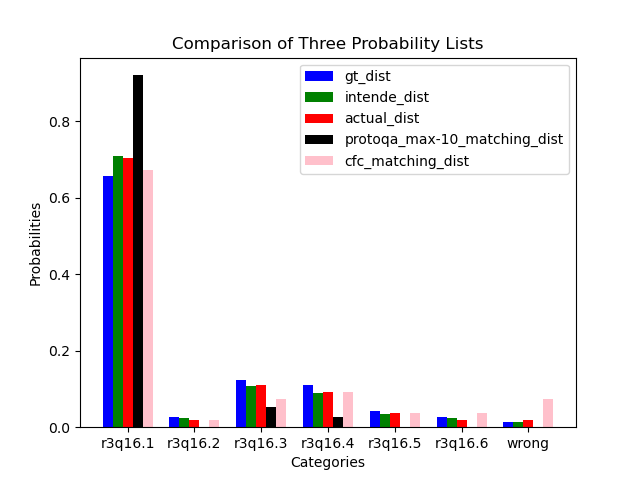 Comparison of Three Probability Lists
gt_dist
intende_dist
actual_dist
protoqa_max-10_matching_dist
cfc_matching_dist
Probabilities
0.8
0.6
0.4
0.2
0.0
r3q16.1 r3q16.2 r3q16.3 r3q16.4 r3q16.5 r3q16.6 wrong
Categories